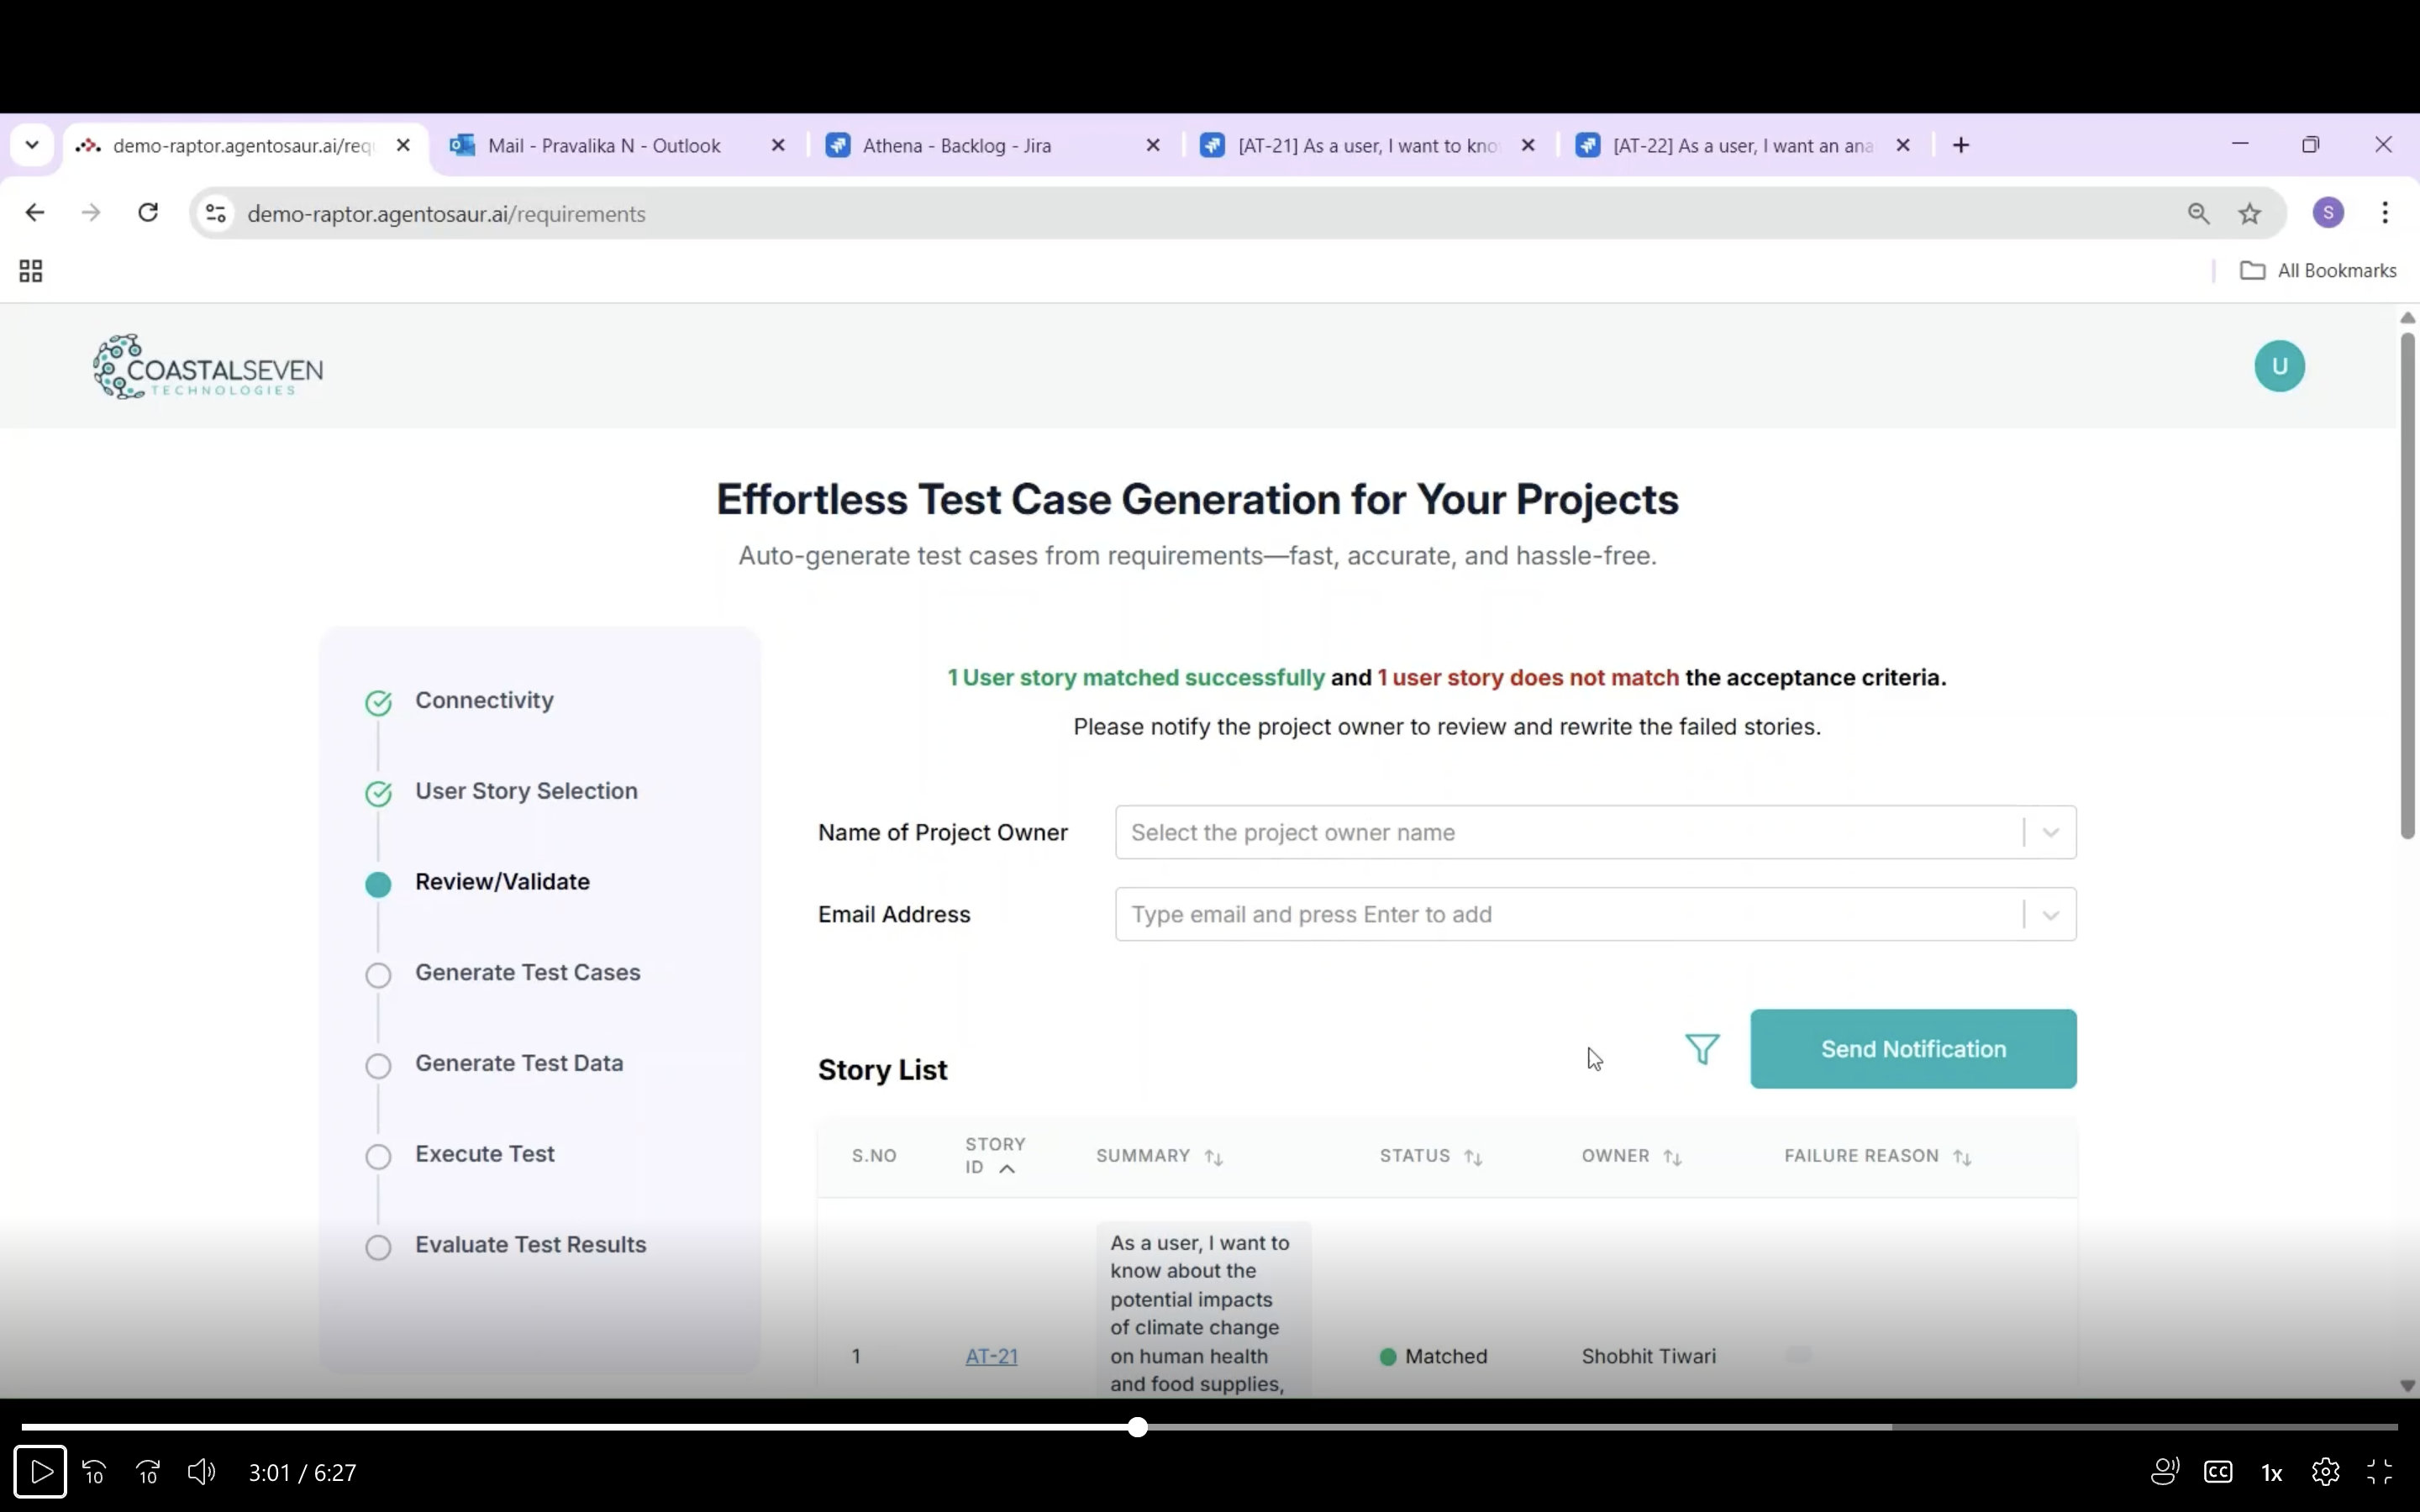 demo-raptor.agentosaur.ai/req
Mail - Pravalika N - Outlook
Athena - Backlog - Jira
[AT-21] As a user, I want to kno
[AT-22] As a user, I want an ana
demo-raptor.agentosaur.ai/requirements
S
All Bookmarks
COASTALSEVEN
TECHNOLOGIES
U
Effortless Test Case Generation for Your Projects
Auto-generate test cases from requirements—fast, accurate, and hassle-free.
Connectivity
User Story Selection
Review/Validate
Generate Test Cases
Generate Test Data
Execute Test
Evaluate Test Results
1 User story matched successfully and 1 user story does not match the acceptance criteria.
Please notify the project owner to review and rewrite the failed stories.
Name of Project Owner
Select the project owner name
Email Address
Type email and press Enter to add
Send Notification
Story List
S.NO
STORY
ID
SUMMARY
STATUS
OWNER
FAILURE REASON
1
AT-21
As a user, I want to
know about the
potential impacts
of climate change
on human health
and food supplies,
Matched
Shobhit Tiwari
10
10
3:01 / 6:27
CC
1x